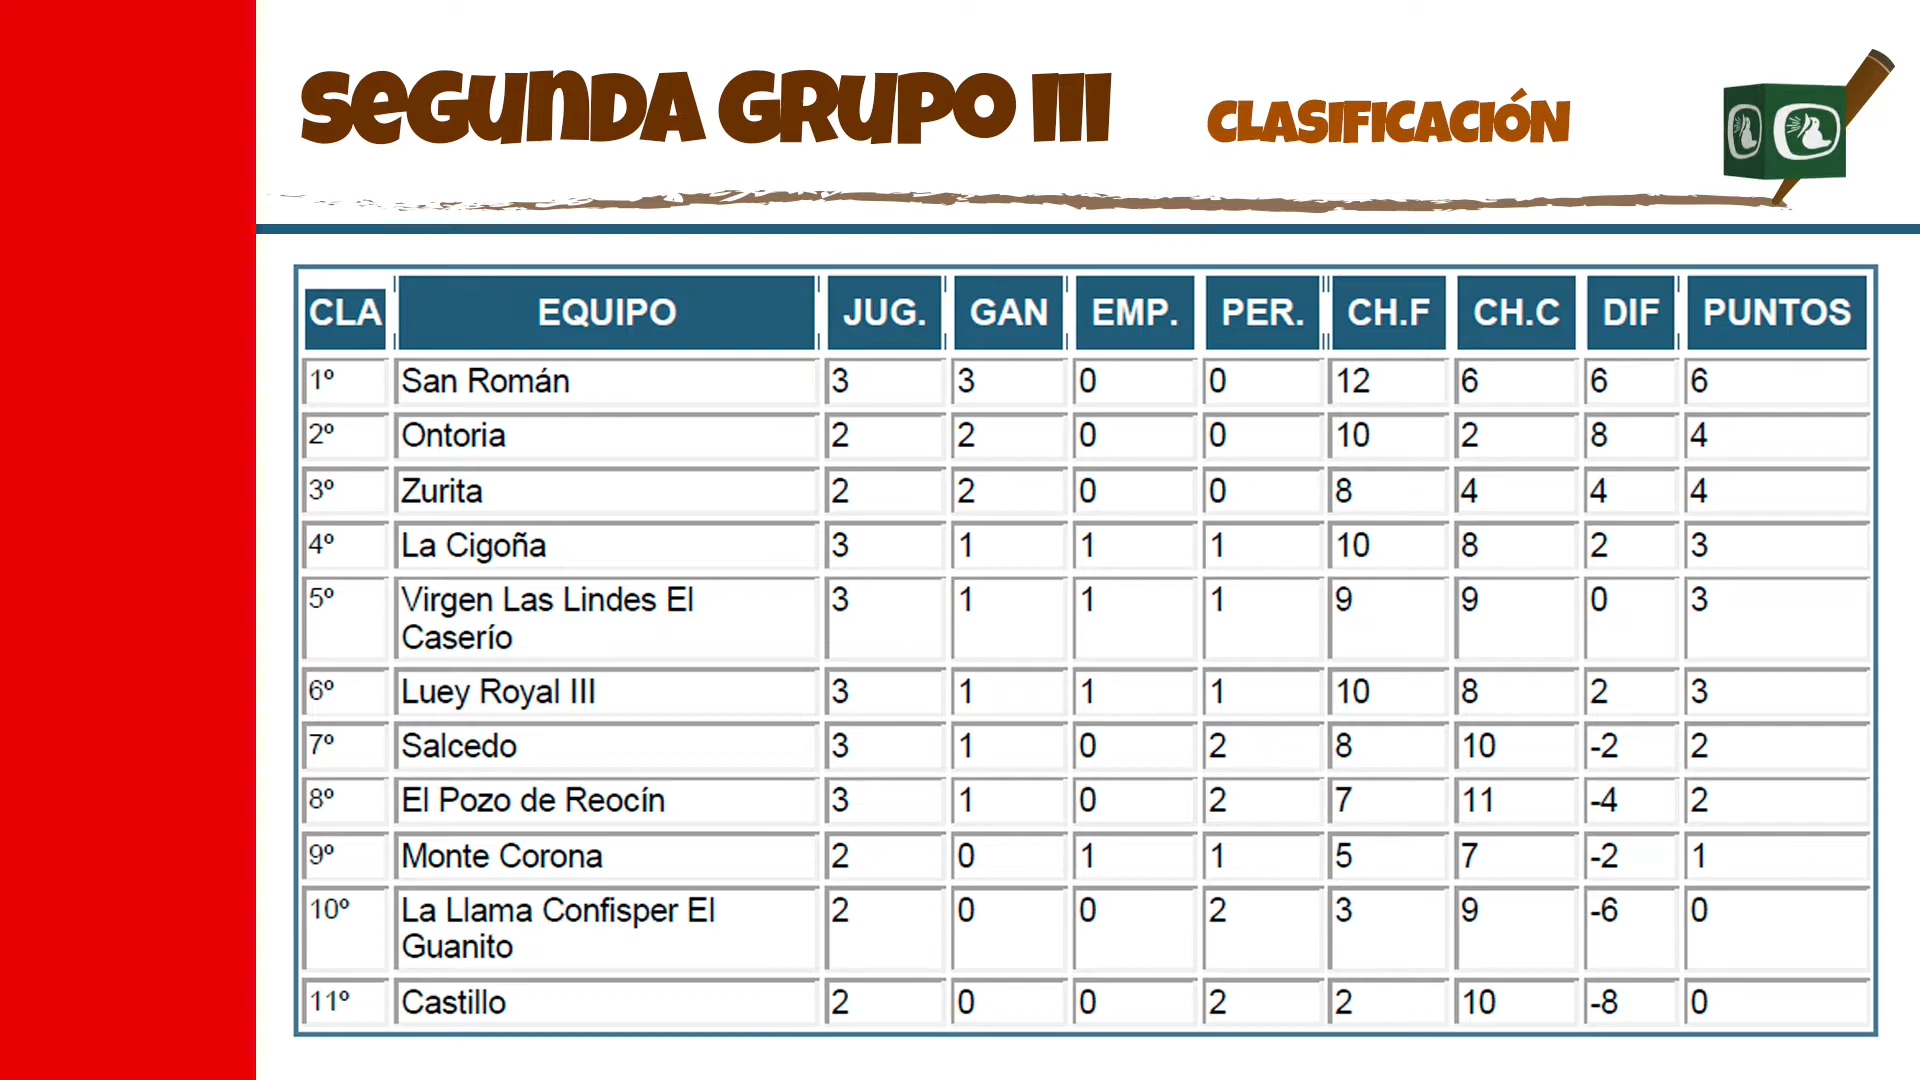 SEGUNDA GRUPO III CLASIFICACIÓN
CLA EQUIPO JUG. GAN EMP. PER. CH.F CH.C DIF PUNTOS
1º San Román 3 3 0 0 12 6 6 6
2º Ontoria 2 2 0 0 10 2 8 4
3º Zurita 2 2 0 0 8 4 4 4
4º La Cigoña 3 1 1 1 10 8 2 3
5º Virgen Las Lindes El 3 1 1 1 9 9 0 3
Caserío
6º Luey Royal III 3 1 1 1 10 8 2 3
7º Salcedo 3 1 0 2 8 10 -2 2
8º El Pozo de Reocín 3 1 0 2 7 11 -4 2
9º Monte Corona 2 0 1 1 5 7 -2 1
10º La Llama Confisper El 2 0 0 2 3 9 -6 0
Guanito
11º Castillo 2 0 0 2 2 10 -8 0